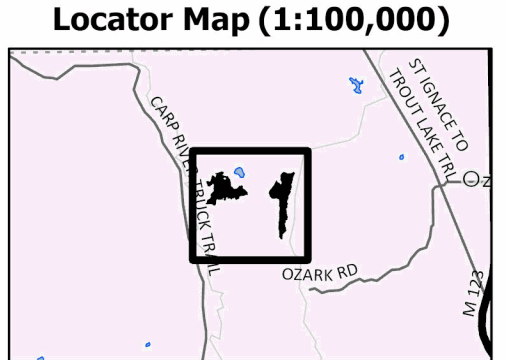 Locator Map (1:100,000)
ST IGNACE TO
TROUT LAKE TRL
CARP RIVER TRUCK TRAIL
OZARK RD
M 123